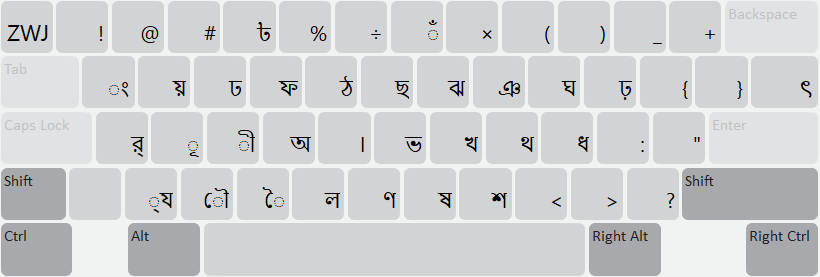 ZWJ ! @ # ৳ % ÷ ঁ × ( ) _ + Backspace
Tab ং য় ঢ ফ ঠ ছ ঝ ঞ ঘ ঢ় { } ৎ
Caps Lock র্ ূ ী অ । ভ খ থ ধ : " Enter
Shift ্য ৌ ৈ ল ণ ষ শ < > ? Shift
Ctrl Alt Right Alt Right Ctrl